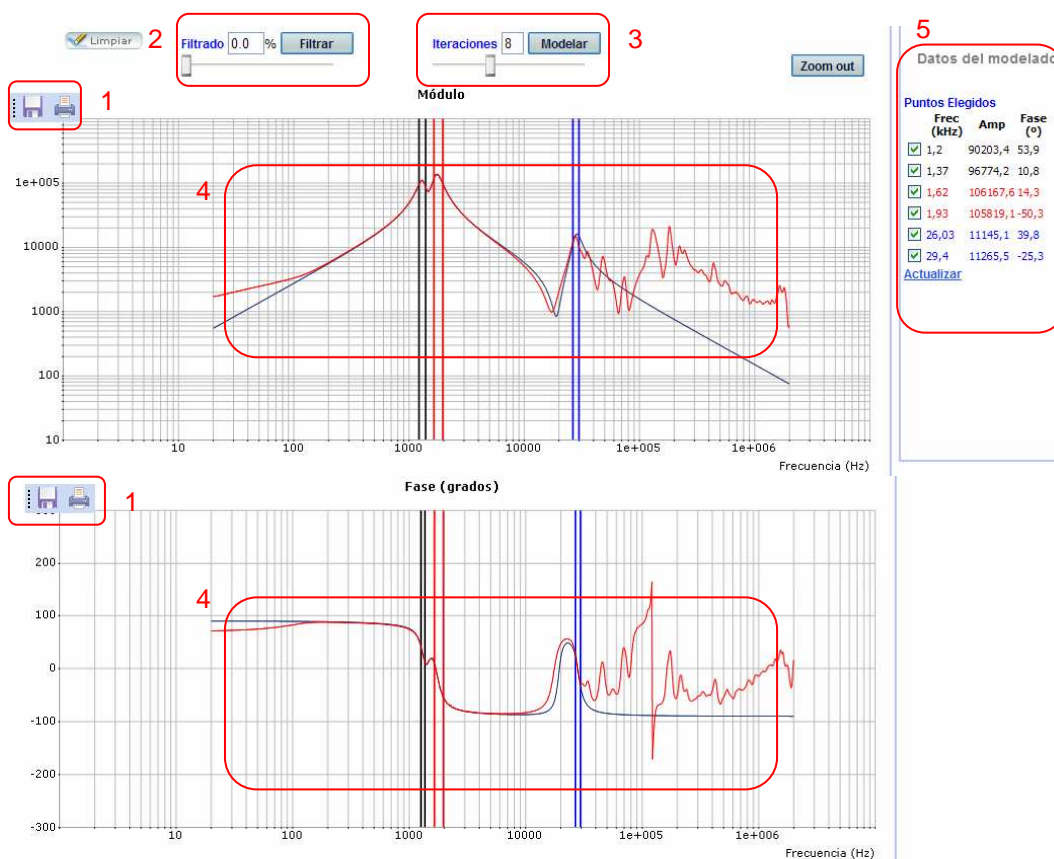 Limpiar
2
Filtrado 0.0 % Filtrar
Iteraciones 8 Modelar
3
Zoom out
5
Datos del modelado
1
Módulo
Puntos Elegidos
Frec (kHz) Amp Fase (º)
1,2 90203,4 53,9
1,37 96774,2 10,8
1,62 106167,6 14,3
1,93 105819,1 -50,3
26,03 11145,1 39,8
29,4 11265,5 -25,3
Actualizar
4
1e+005
10000
1000
100
10
10 100 1000 10000 1e+005 1e+006
Frecuencia (Hz)
1
Fase (grados)
200
100
4
0
-100
-200
-300
10 100 1000 10000 1e+005 1e+006
Frecuencia (Hz)